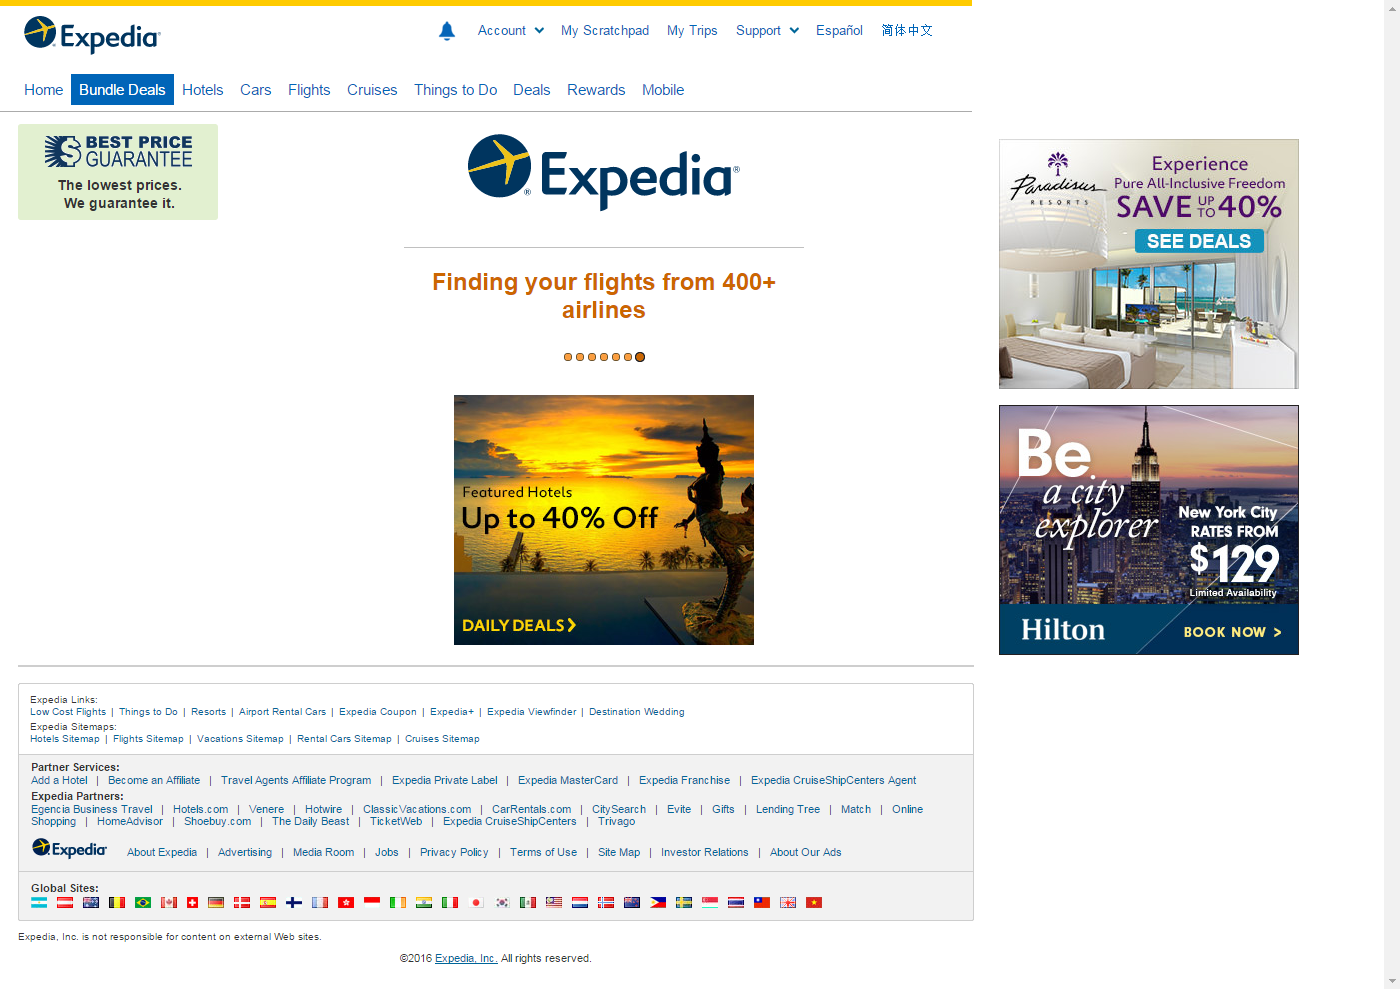 Expedia
Account
My Scratchpad
My Trips
Support
Español
简体中文
Home
Bundle Deals
Hotels
Cars
Flights
Cruises
Things to Do
Deals
Rewards
Mobile
BEST PRICE
GUARANTEE
The lowest prices.
We guarantee it.
Expedia®
Finding your flights from 400+
airlines
Featured Hotels
Up to 40% Off
DAILY DEALS
Paradisus
RESORTS
Experience
Pure All-Inclusive Freedom
SAVE UP TO 40%
SEE DEALS
Be
a city
explorer
New York City
RATES FROM
$129
Limited Availability
Hilton
BOOK NOW >
Expedia Links:
Low Cost Flights | Things to Do | Resorts | Airport Rental Cars | Expedia Coupon | Expedia+ | Expedia Viewfinder | Destination Wedding
Expedia Sitemaps:
Hotels Sitemap | Flights Sitemap | Vacations Sitemap | Rental Cars Sitemap | Cruises Sitemap
Partner Services:
Add a Hotel | Become an Affiliate | Travel Agents Affiliate Program | Expedia Private Label | Expedia MasterCard | Expedia Franchise | Expedia CruiseShipCenters Agent
Expedia Partners:
Egencia Business Travel | Hotels.com | Venere | Hotwire | ClassicVacations.com | CarRentals.com | CitySearch | Evite | Gifts | Lending Tree | Match | Online
Shopping | HomeAdvisor | Shoebuy.com | The Daily Beast | TicketWeb | Expedia CruiseShipCenters | Trivago
Expedia About Expedia | Advertising | Media Room | Jobs | Privacy Policy | Terms of Use | Site Map | Investor Relations | About Our Ads
Global Sites:
Expedia, Inc. is not responsible for content on external Web sites.
©2016 Expedia, Inc. All rights reserved.